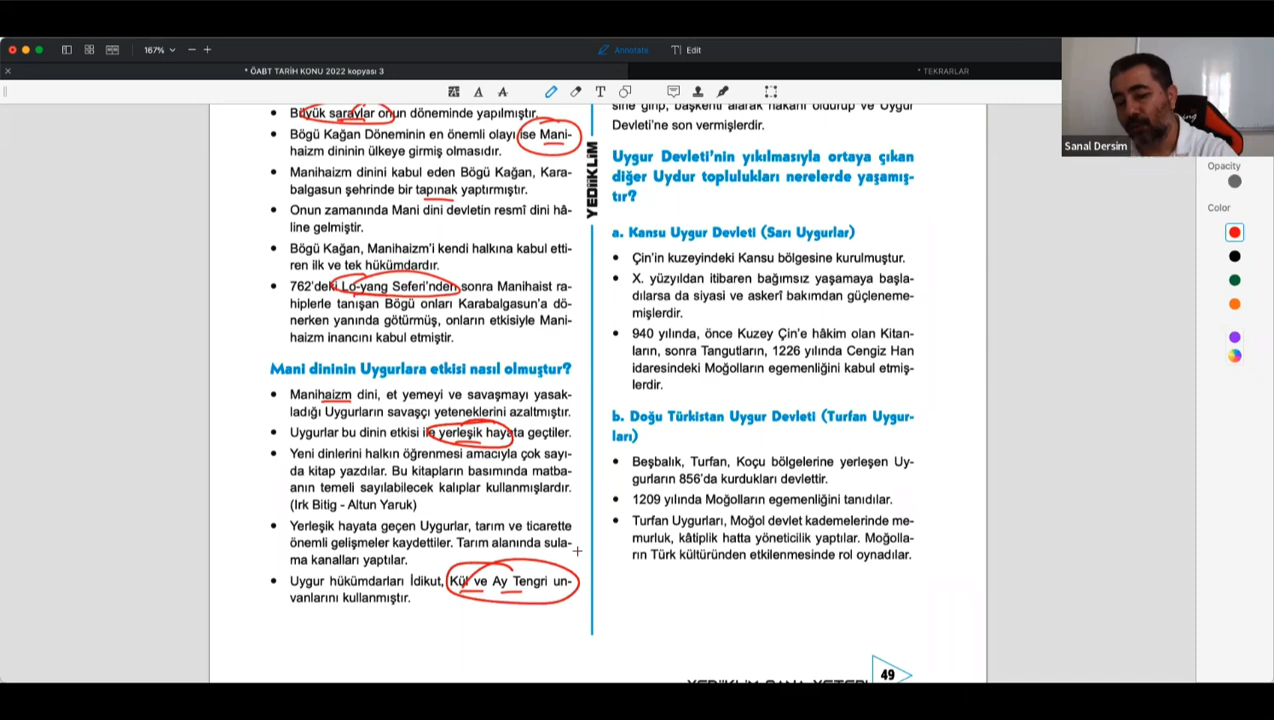 167%
Annotate
Edit
* ÖABT TARİH KONU 2022 kopyası 3
* TEKRARLAR
Sanal Dersim
Opacity
Color
Büyük saraylar onun döneminde yapılmıştır.
Bögü Kağan Döneminin en önemli olayı ise Mani-
haizm dininin ülkeye girmiş olmasıdır.
Manihaizm dinini kabul eden Bögü Kağan, Kara-
balgasun şehrinde bir tapınak yaptırmıştır.
Onun zamanında Mani dini devletin resmî dini hâ-
line gelmiştir.
Bögü Kağan, Manihaizm'i kendi halkına kabul etti-
ren ilk ve tek hükümdardır.
762'deki Lo-yang Seferi'nden sonra Manihaist ra-
hiplerle tanışan Bögü onları Karabalgasun'a dö-
nerken yanında götürmüş, onların etkisiyle Mani-
haizm inancını kabul etmiştir.
Mani dininin Uygurlara etkisi nasıl olmuştur?
Manihaizm dini, et yemeyi ve savaşmayı yasak-
ladığı Uygurların savaşçı yeteneklerini azaltmıştır.
Uygurlar bu dinin etkisi ile yerleşik hayata geçtiler.
Yeni dinlerini halkın öğrenmesi amacıyla çok sayı-
da kitap yazdılar. Bu kitapların basımında matba-
anın temeli sayılabilecek kalıplar kullanmışlardır.
(Irk Bitig - Altun Yaruk)
Yerleşik hayata geçen Uygurlar, tarım ve ticarette
önemli gelişmeler kaydettiler. Tarım alanında sula-
ma kanalları yaptılar.
Uygur hükümdarları İdikut, Kül ve Ay Tengri un-
vanlarını kullanmıştır.
YEDİİKLİM
sine girip, başkenti alarak hakanı öldürüp ve Uygur
Devleti'ne son vermişlerdir.
Uygur Devleti'nin yıkılmasıyla ortaya çıkan
diğer Uydur toplulukları nerelerde yaşamış-
tır?
a. Kansu Uygur Devleti (Sarı Uygurlar)
Çin'in kuzeyindeki Kansu bölgesine kurulmuştur.
X. yüzyıldan itibaren bağımsız yaşamaya başla-
dılarsa da siyasi ve askerî bakımdan güçleneme-
mişlerdir.
940 yılında, önce Kuzey Çin'e hâkim olan Kitan-
ların, sonra Tangutların, 1226 yılında Cengiz Han
idaresindeki Moğolların egemenliğini kabul etmiş-
lerdir.
b. Doğu Türkistan Uygur Devleti (Turfan Uygur-
ları)
Beşbalık, Turfan, Koçu bölgelerine yerleşen Uy-
gurların 856'da kurdukları devlettir.
1209 yılında Moğolların egemenliğini tanıdılar.
Turfan Uygurları, Moğol devlet kademelerinde me-
murluk, kâtiplik hatta yöneticilik yaptılar. Moğolla-
rın Türk kültüründen etkilenmesinde rol oynadılar.
49